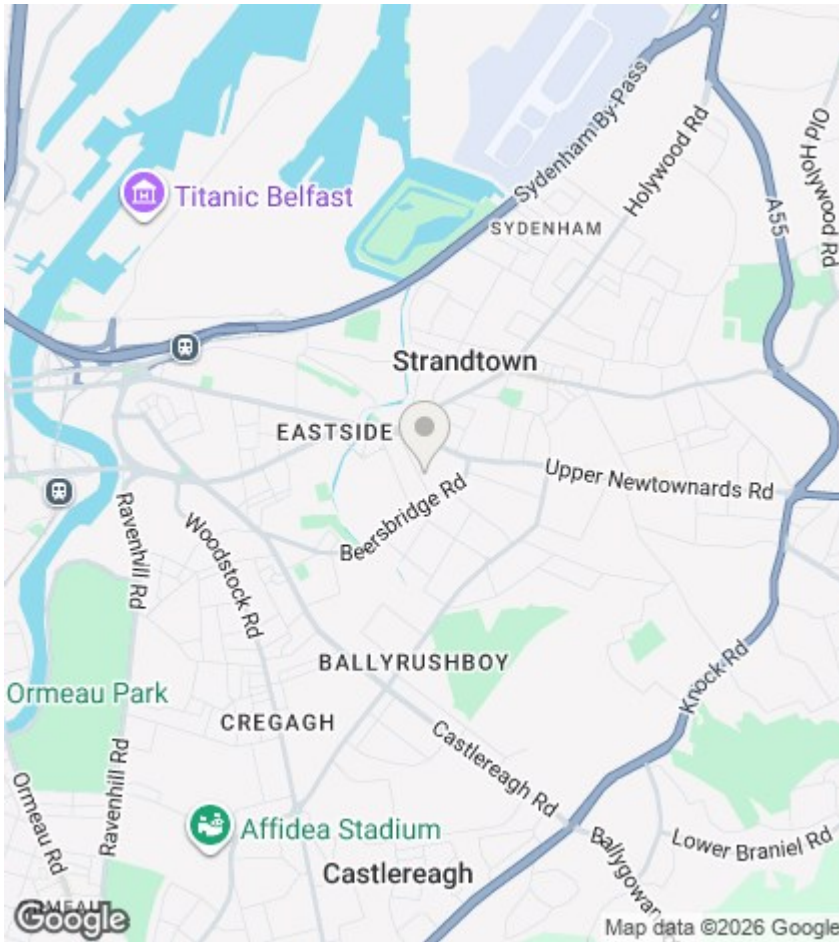 Sydenham By-Pass
Holywood Rd
Old Holywood Rd
A55
Titanic Belfast
SYDENHAM
Strandtown
EASTSIDE
Upper Newtownards Rd
Beersbridge Rd
Ravenhill Rd
Woodstock Rd
BALLYRUSHBOY
Knock Rd
Ormeau Park
CREGAGH
Castlereagh Rd
Ravenhill Rd
Ormeau Rd
Affidea Stadium
Ballygowan
Lower Braniel Rd
Castlereagh
ORMEAU
Google
Map data ©2026 Google